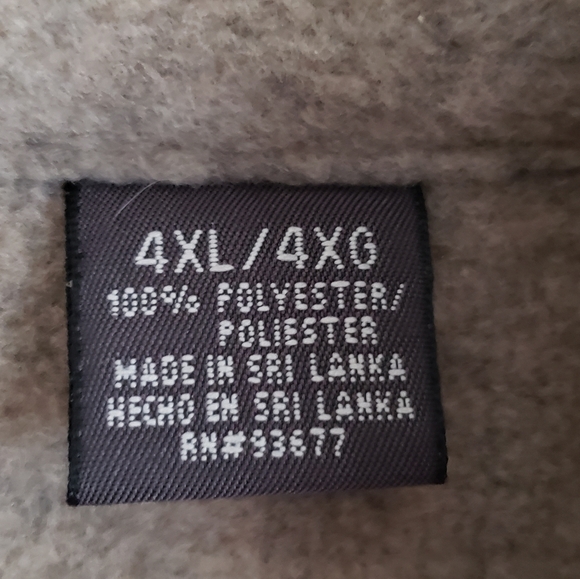 4XL/4XG
100% POLYESTER/
POLIESTER
MADE IN SRI LANKA
HECHO EN SRI LANKA
RN#93677